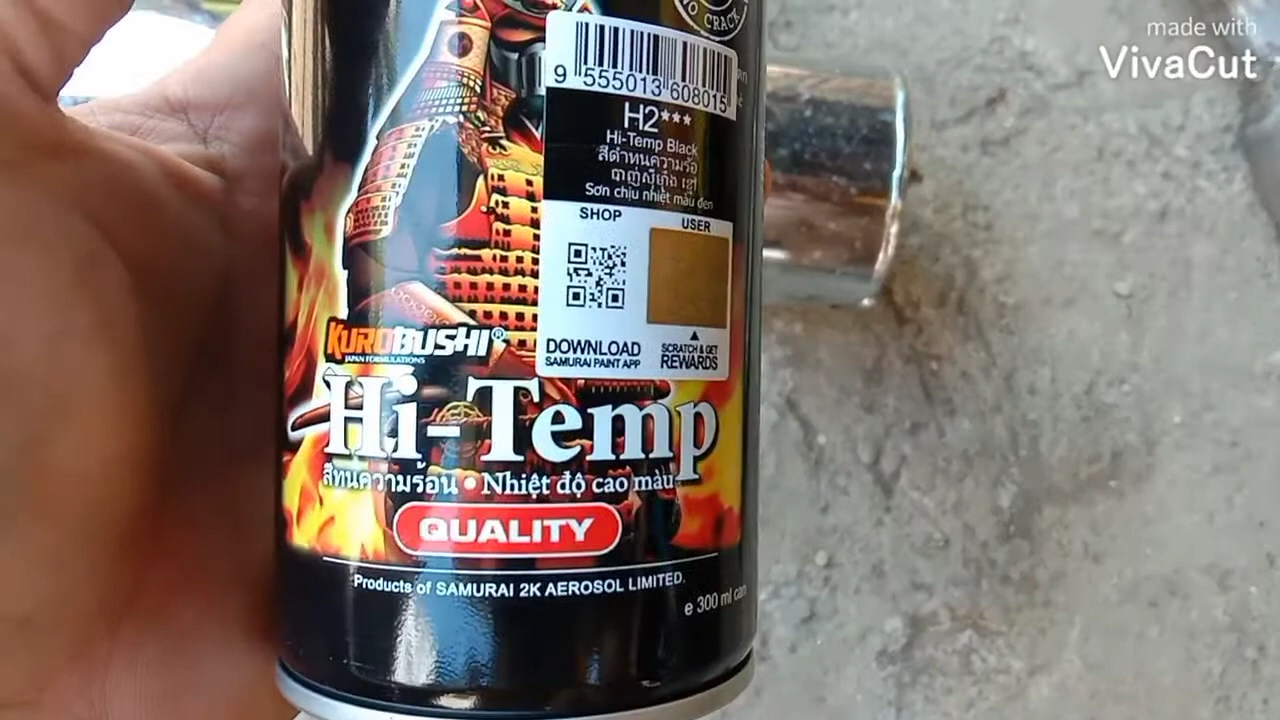 made with
VivaCut
NO CRACK
9 555013 608015
H2***
Hi-Temp Black
สีดำทนความร้อ
Sơn chịu nhiệt màu đen
SHOP
USER
DOWNLOAD
SAMURAI PAINT APP
SCRATCH & GET
REWARDS
KUROBUSHI®
JAPAN FORMULATIONS
Hi-Temp
สีทนความร้อน • Nhiệt độ cao màu
QUALITY
Products of SAMURAI 2K AEROSOL LIMITED.
e 300 ml can